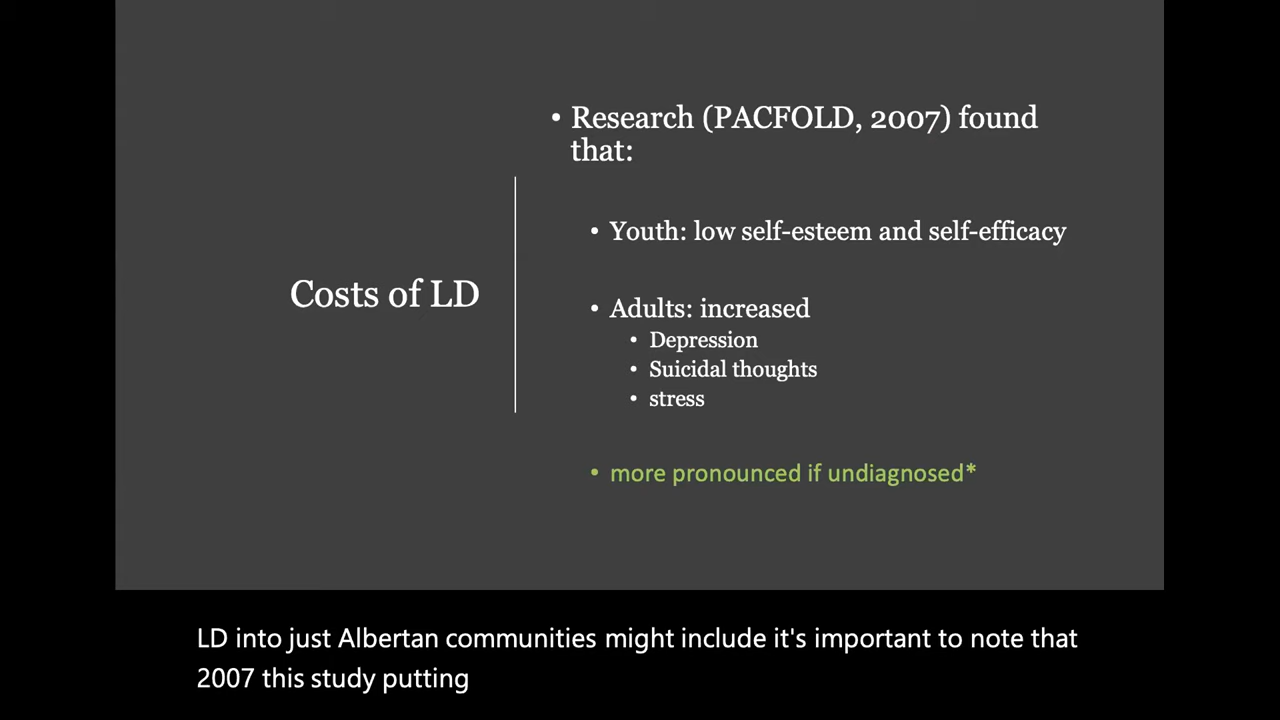 Costs of LD
• Research (PACFOLD, 2007) found
that:
• Youth: low self-esteem and self-efficacy
• Adults: increased
• Depression
• Suicidal thoughts
• stress
• more pronounced if undiagnosed*
LD into just Albertan communities might include it's important to note that
2007 this study putting